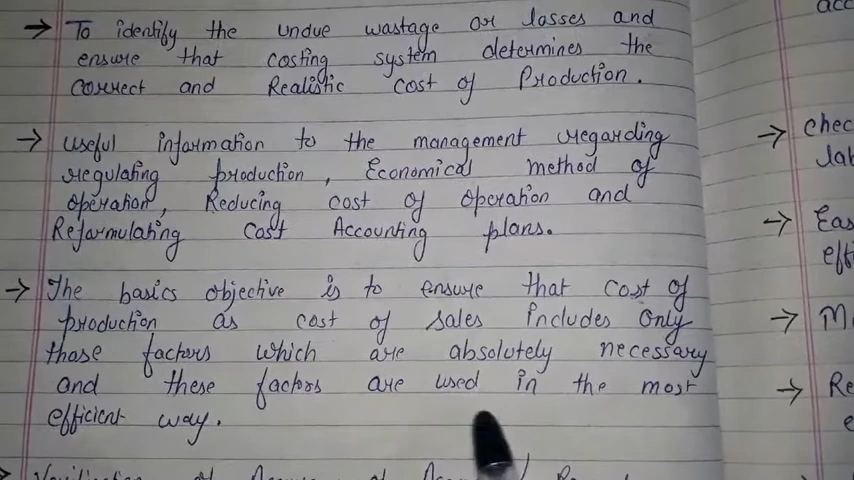 → To identify the undue wastage or losses and
ensure that costing system determines the
correct and Realistic cost of Production.
→ useful information to the management regarding
regulating production, Economical method of
operation, Reducing cost of operation and
Reformulating cost Accounting plans.
→ The basics objective is to ensure that cost of
production as cost of sales includes only
those factors which are absolutely necessary
and these factors are used in the most
efficient way.
of
acc
→ chec
lab
→ Eas
effi
→ M
→ Re
e